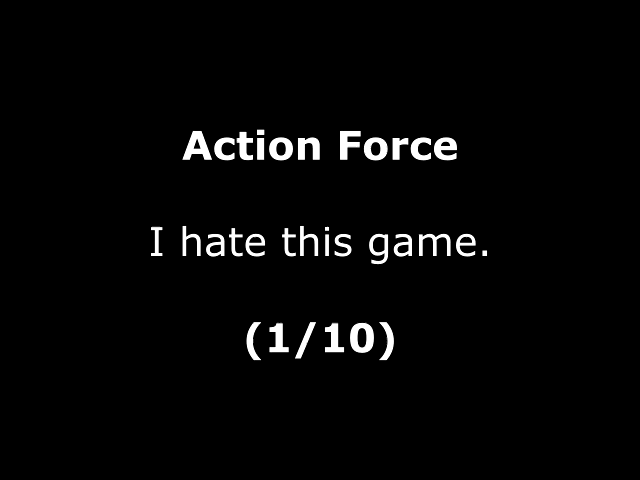 Action Force
I hate this game.
(1/10)